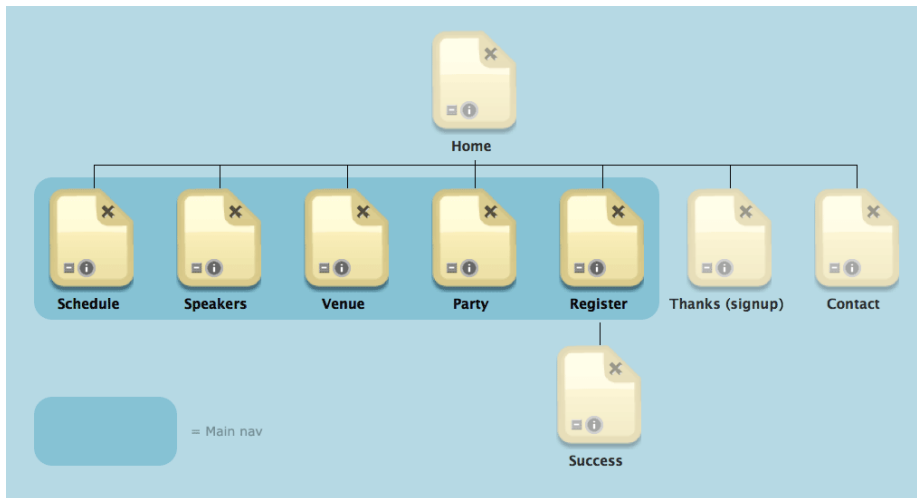 Home
Schedule
Speakers
Venue
Party
Register
Thanks (signup)
Contact
Success
= Main nav